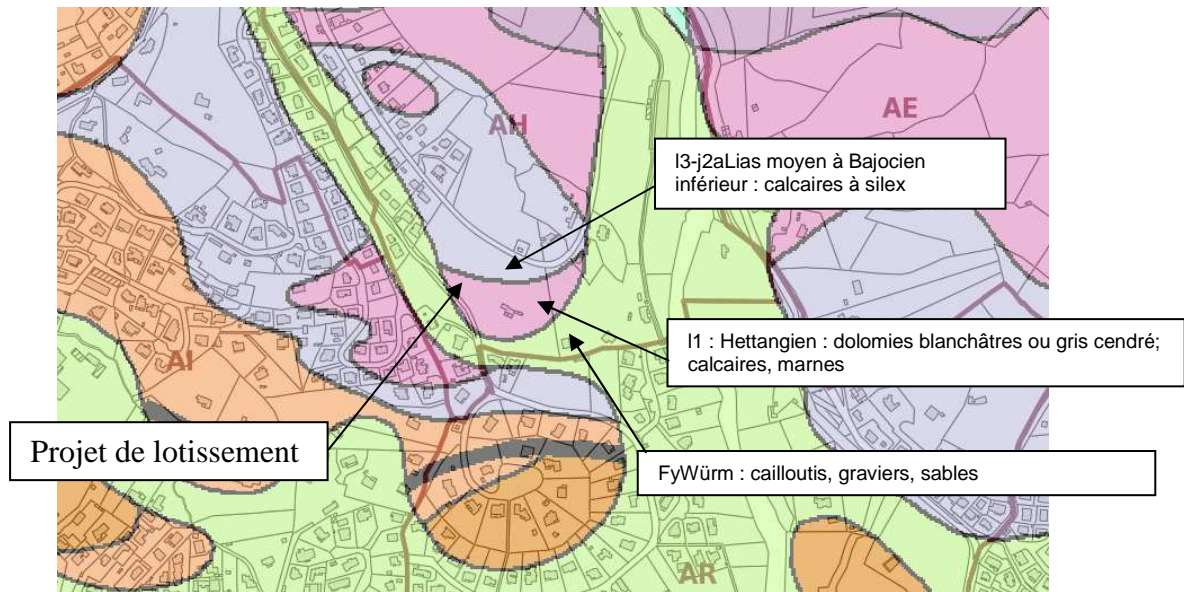 AH
AE
l3-j2aLias moyen à Bajocien
inférieur : calcaires à silex
l1 : Hettangien : dolomies blanchâtres ou gris cendré;
calcaires, marnes
AI
Projet de lotissement
FyWürm : cailloutis, graviers, sables
AR